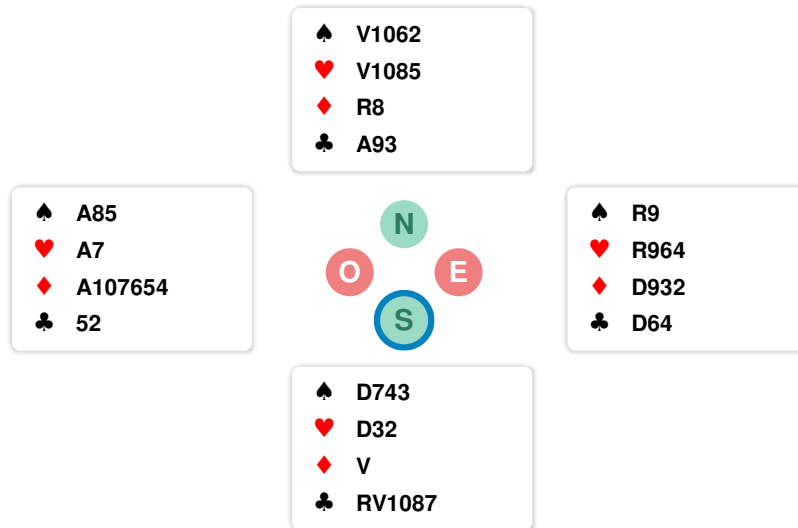 ♠ V1062
♥ V1085
♦ R8
♣ A93
♠ A85
♥ A7
♦ A107654
♣ 52
N
O E
S
♠ R9
♥ R964
♦ D932
♣ D64
♠ D743
♥ D32
♦ V
♣ RV1087